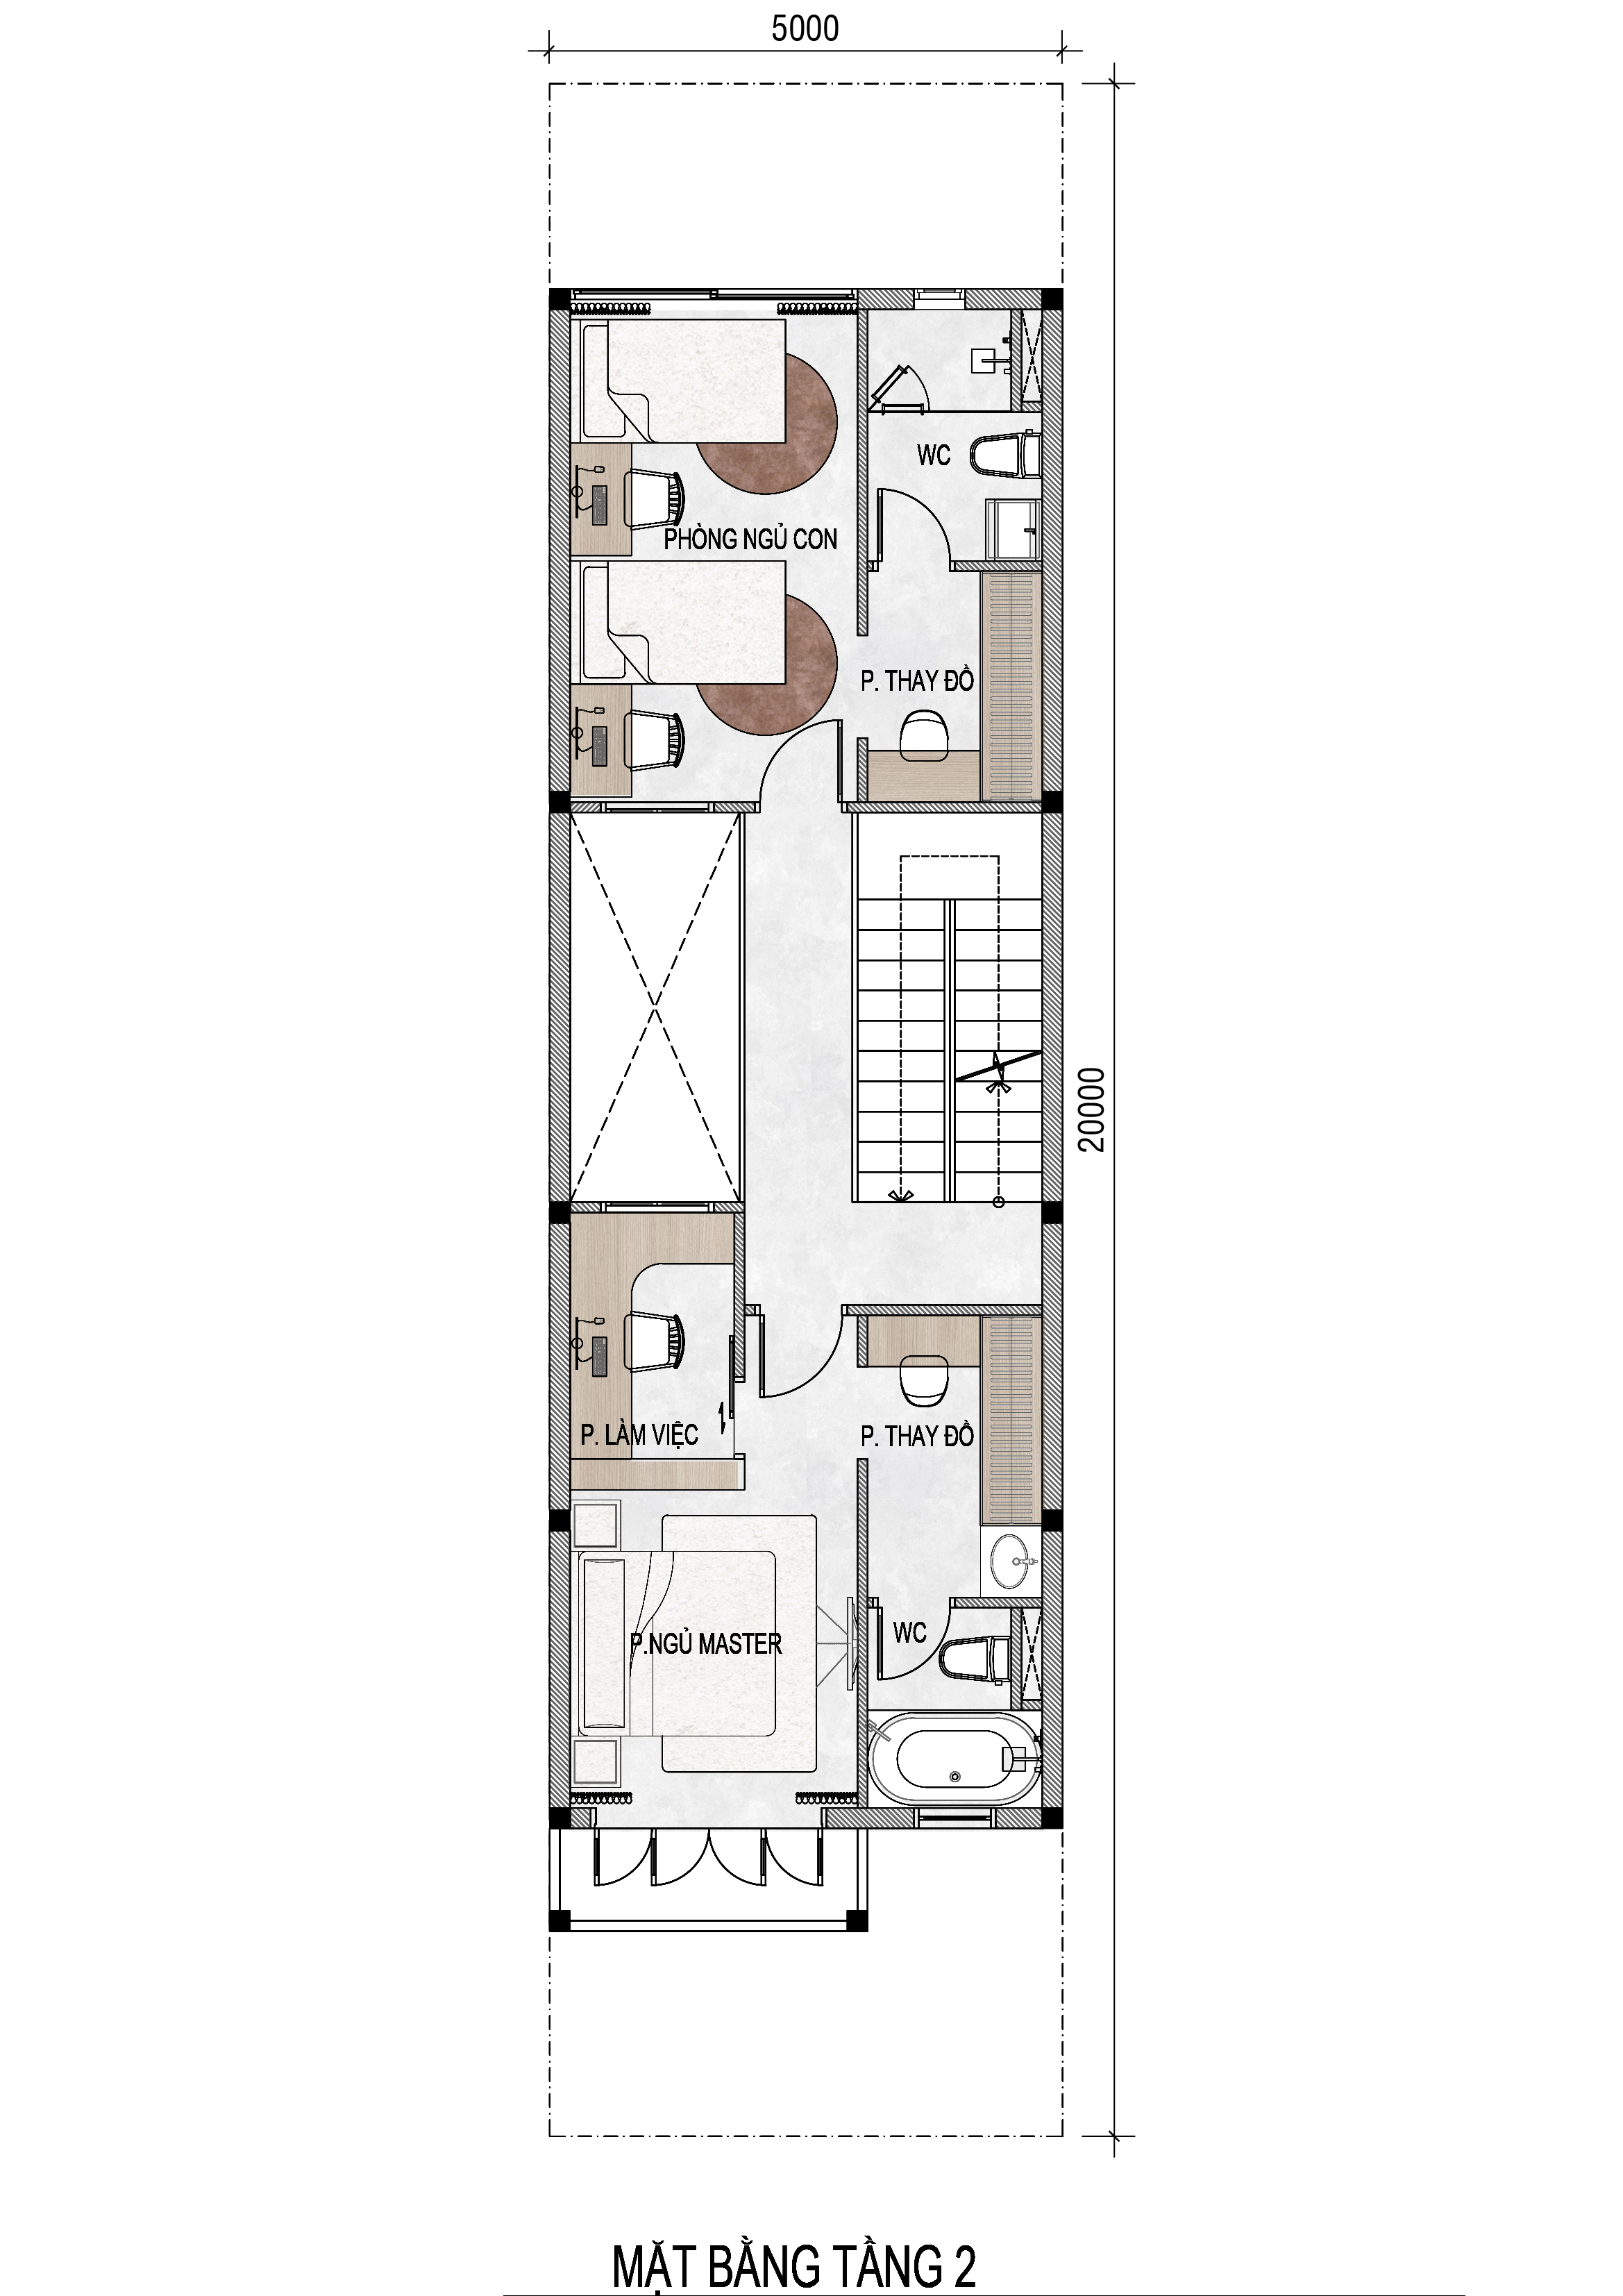 5000
WC
PHÒNG NGỦ CON
P. THAY ĐỒ
20000
P. LÀM VIỆC
P. THAY ĐỒ
WC
P.NGỦ MASTER
MẶT BẰNG TẦNG 2